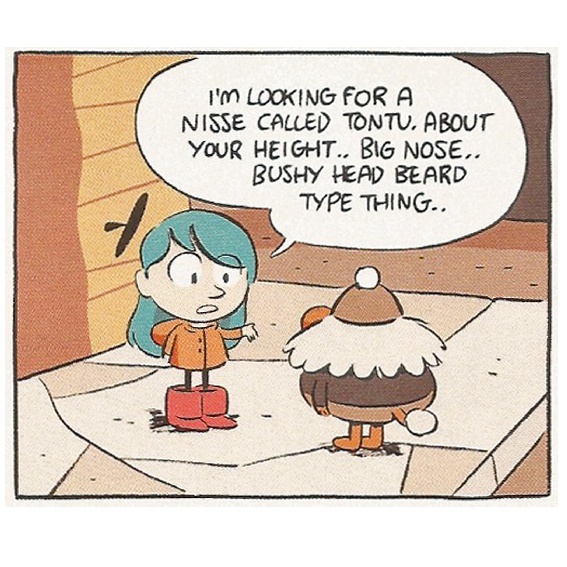 I'M LOOKING FOR A
NISSE CALLED TONTU. ABOUT
YOUR HEIGHT.. BIG NOSE..
BUSHY HEAD BEARD
TYPE THING..